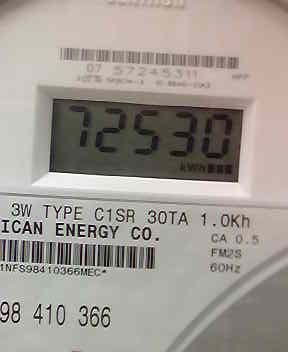 07 57245311
72530
kWh
3W TYPE C1SR 30TA 1.0Kh
ICAN ENERGY CO.
CA 0.5
FM2S
60Hz
1NFS98410366MEC*
98 410 366